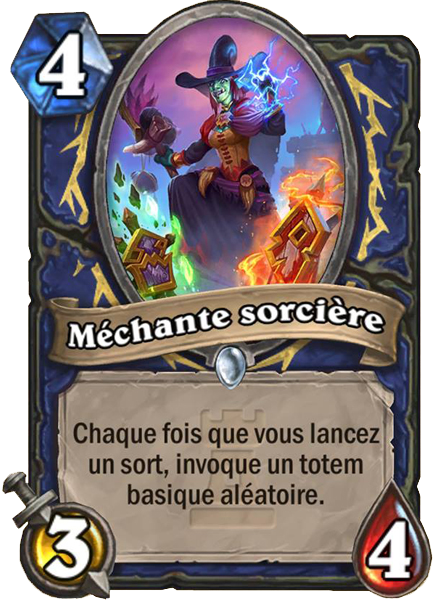 4
Méchante sorcière
Chaque fois que vous lancez
un sort, invoque un totem
basique aléatoire.
3
4